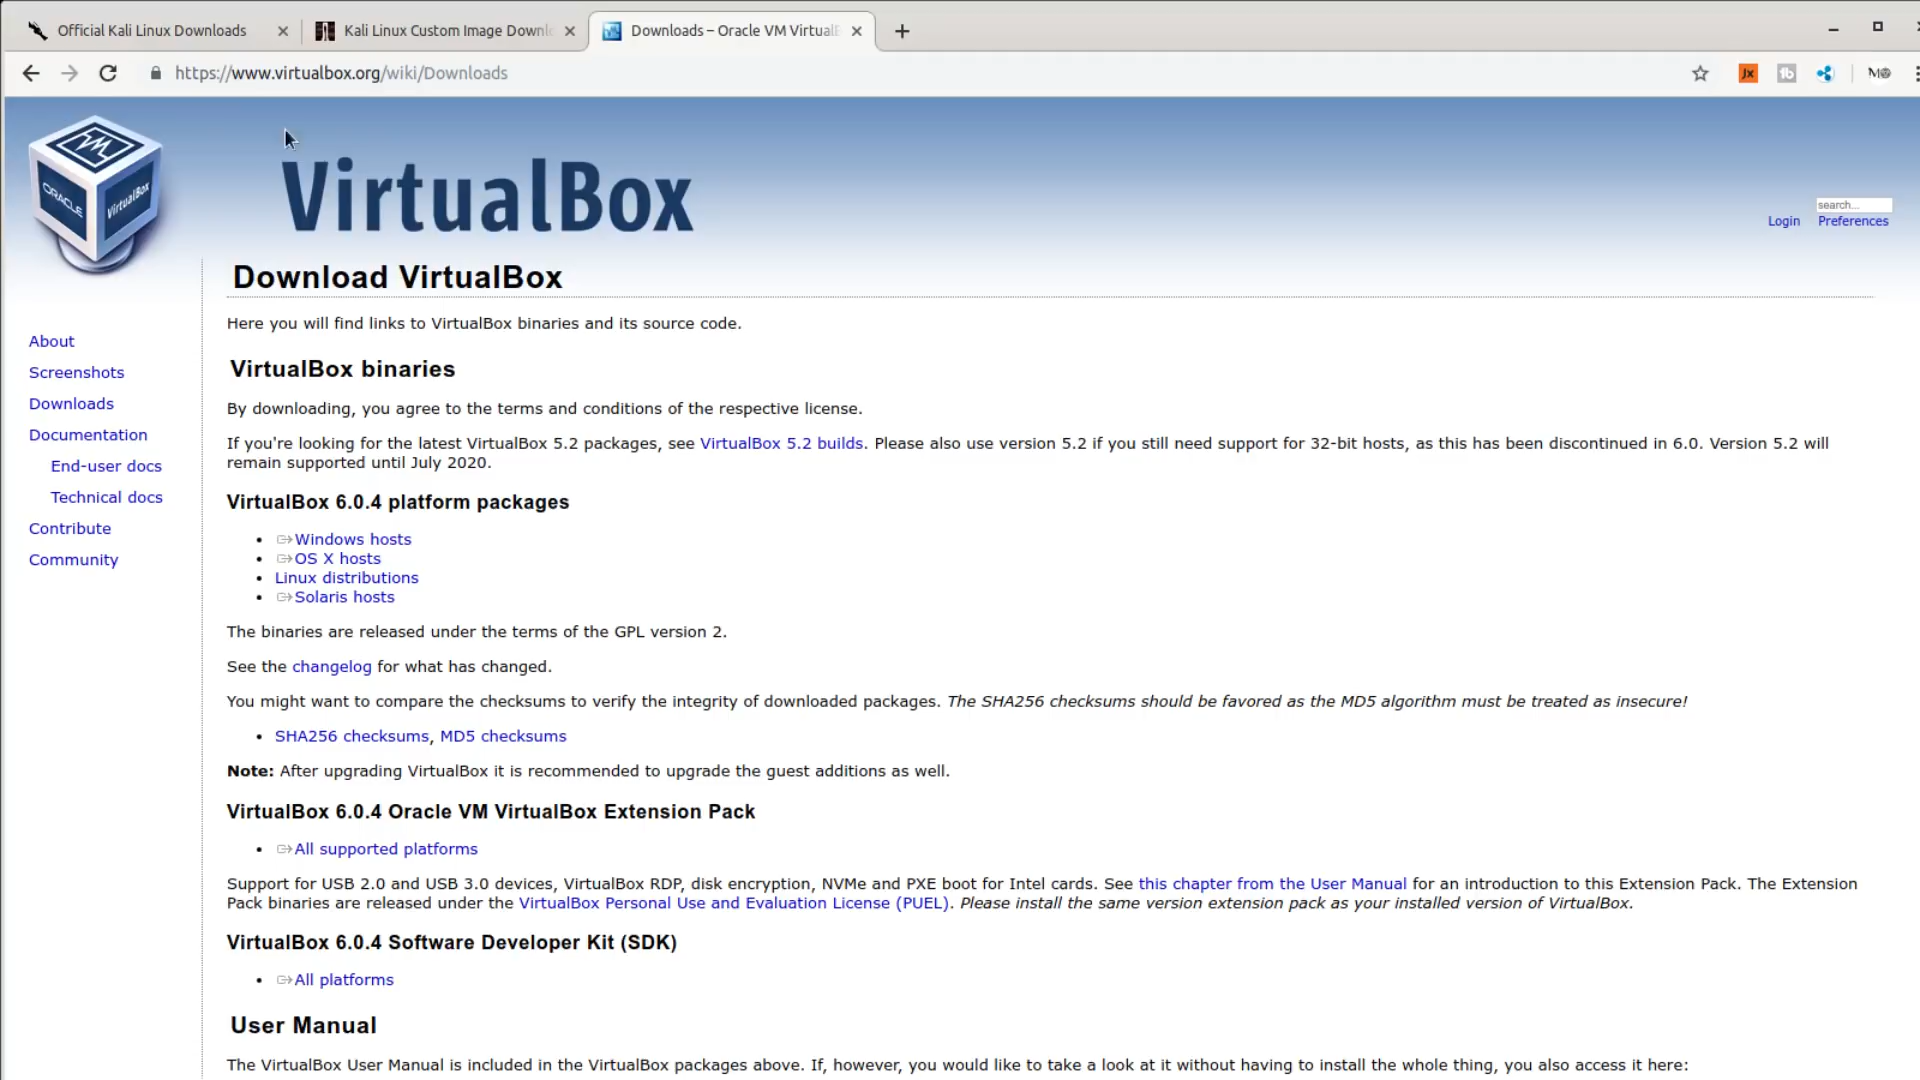 Official Kali Linux Downloads
Kali Linux Custom Image Downl
Downloads – Oracle VM Virtual
https://www.virtualbox.org/wiki/Downloads
ORACLE
VirtualBox
VirtualBox
search...
Login Preferences
Download VirtualBox
Here you will find links to VirtualBox binaries and its source code.
About
Screenshots
Downloads
Documentation
End-user docs
Technical docs
Contribute
Community
VirtualBox binaries
By downloading, you agree to the terms and conditions of the respective license.
If you're looking for the latest VirtualBox 5.2 packages, see VirtualBox 5.2 builds. Please also use version 5.2 if you still need support for 32-bit hosts, as this has been discontinued in 6.0. Version 5.2 will
remain supported until July 2020.
VirtualBox 6.0.4 platform packages
• Windows hosts
• OS X hosts
• Linux distributions
• Solaris hosts
The binaries are released under the terms of the GPL version 2.
See the changelog for what has changed.
You might want to compare the checksums to verify the integrity of downloaded packages. The SHA256 checksums should be favored as the MD5 algorithm must be treated as insecure!
• SHA256 checksums, MD5 checksums
Note: After upgrading VirtualBox it is recommended to upgrade the guest additions as well.
VirtualBox 6.0.4 Oracle VM VirtualBox Extension Pack
• All supported platforms
Support for USB 2.0 and USB 3.0 devices, VirtualBox RDP, disk encryption, NVMe and PXE boot for Intel cards. See this chapter from the User Manual for an introduction to this Extension Pack. The Extension
Pack binaries are released under the VirtualBox Personal Use and Evaluation License (PUEL). Please install the same version extension pack as your installed version of VirtualBox.
VirtualBox 6.0.4 Software Developer Kit (SDK)
• All platforms
User Manual
The VirtualBox User Manual is included in the VirtualBox packages above. If, however, you would like to take a look at it without having to install the whole thing, you also access it here: